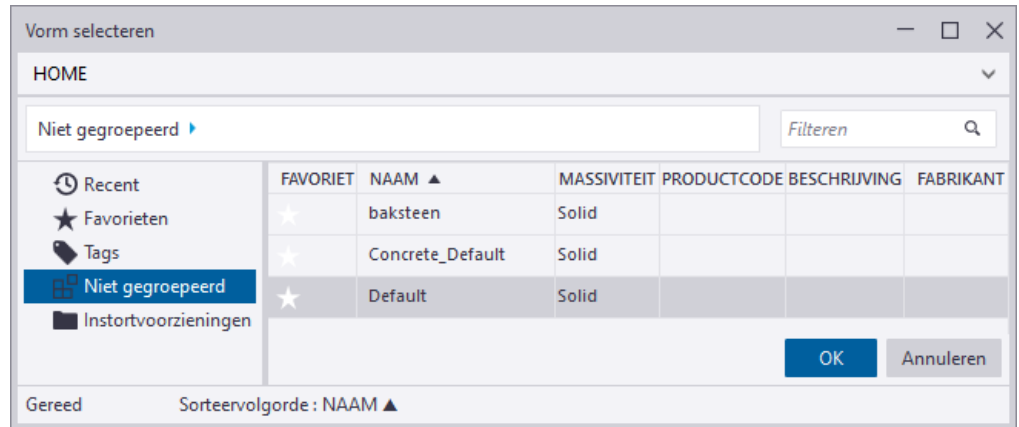 Vorm selecteren
HOME
Niet gegroepeerd
Filteren
Recent
Favorieten
Tags
Niet gegroepeerd
Instortvoorzieningen
FAVORIET NAAM ▲ MASSIVITEIT PRODUCTCODE BESCHRIJVING FABRIKANT
baksteen Solid
Concrete_Default Solid
Default Solid
OK Annuleren
Gereed Sorteervolgorde : NAAM ▲